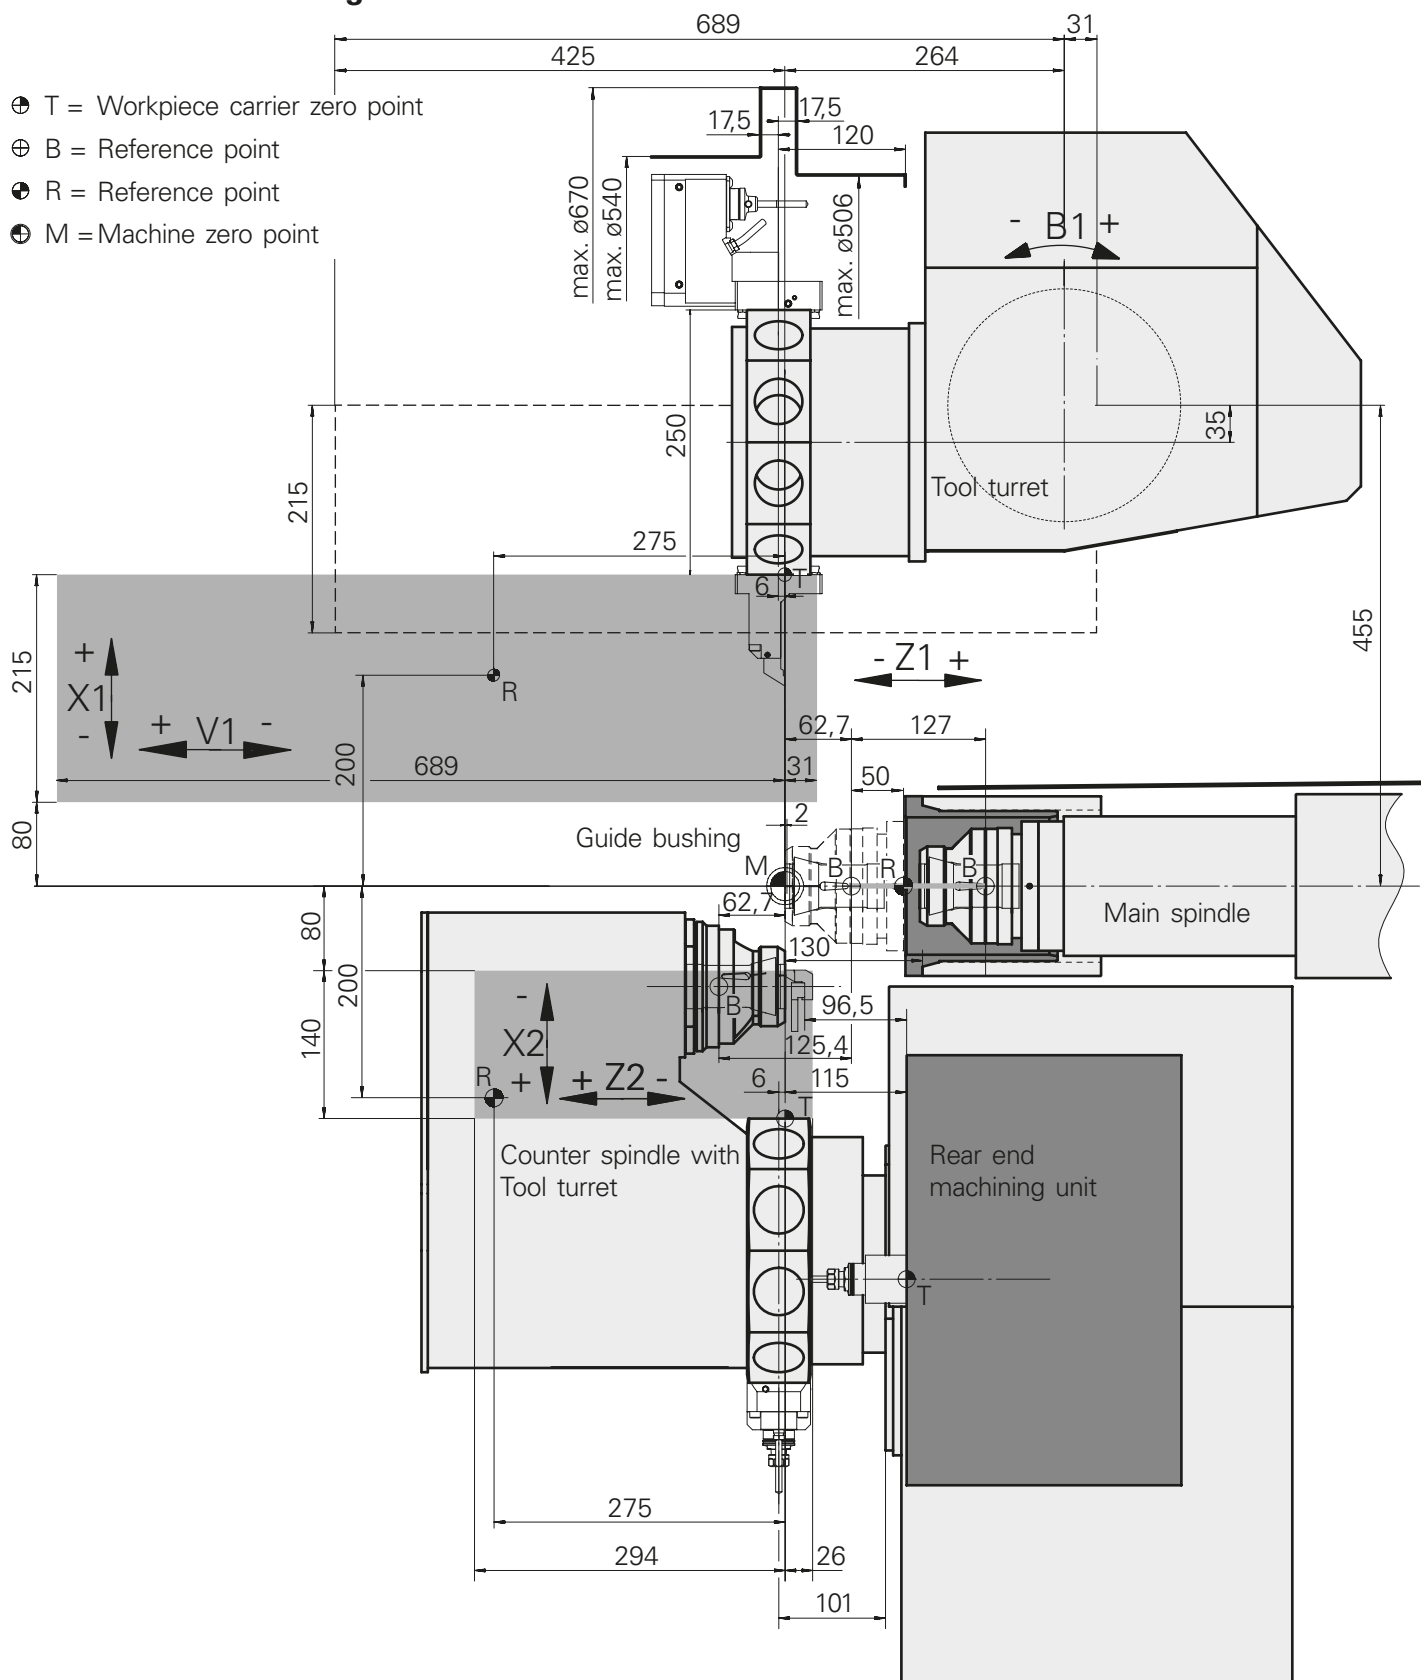 g
689
31
425
264
T = Workpiece carrier zero point
B = Reference point
R = Reference point
M = Machine zero point
17,5
17,5
120
max. ø670
max. ø540
max. ø506
- B1 +
250
35
Tool turret
215
275
6
T
455
215
+
X1
-
+ V1 -
R
- Z1 +
200
62,7
127
689
31
50
80
2
Guide bushing
M
B
R
B
62,7
Main spindle
80
130
200
B
96,5
-
X2
+
125,4
140
R
+ Z2 -
6
115
T
Counter spindle with
Tool turret
Rear end
machining unit
T
275
294
26
101